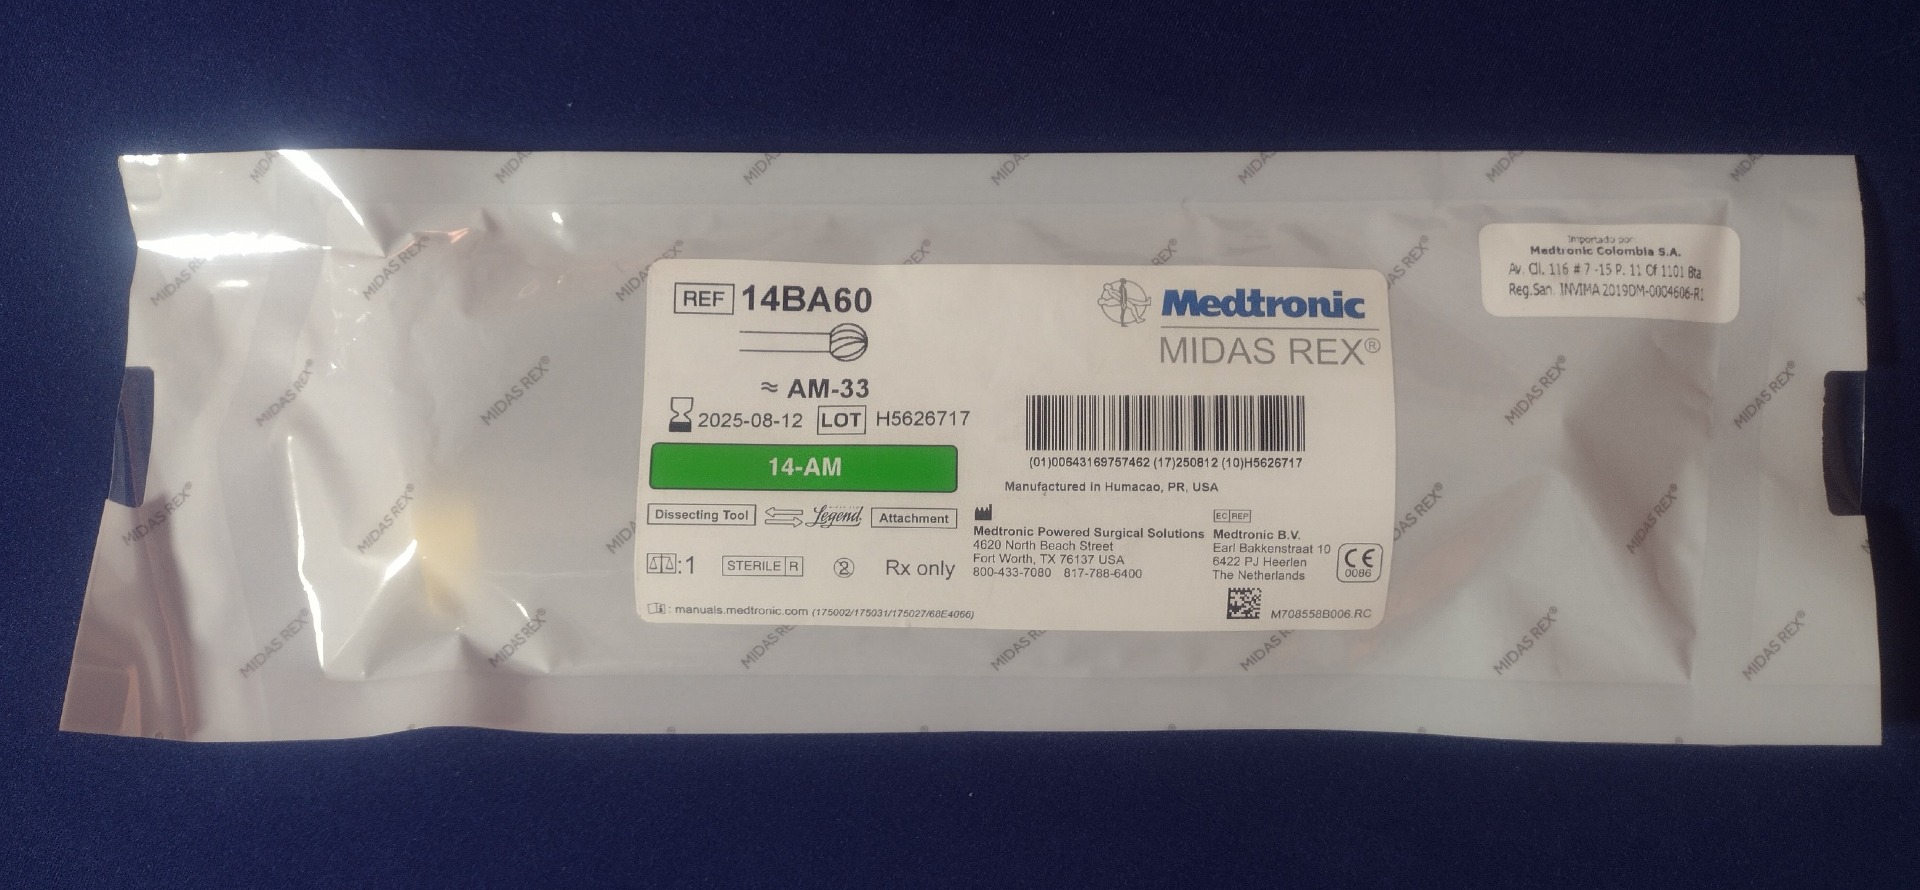 REF 14BA60
≈ AM-33
2025-08-12 LOT H5626717
14-AM
Dissecting Tool Legend Attachment
:1 STERILE R 2 Rx only
: manuals.medtronic.com (175002/175031/175027/68E4066)
Medtronic
MIDAS REX®
(01)00643169757462 (17)250812 (10)H5626717
Manufactured in Humacao, PR, USA
Medtronic Powered Surgical Solutions
4620 North Beach Street
Fort Worth, TX 76137 USA
800-433-7080 817-788-6400
EC REP
Medtronic B.V.
Earl Bakkenstraat 10
6422 PJ Heerlen
The Netherlands
CE
0086
M708558B006 RC
Importado por
Medtronic Colombia S.A.
Av. Cll. 116 # 7 -15 P. 11 Of 1101 Bta
Reg.San. INVIMA 2019DM-0004606-R1
MIDAS REX®